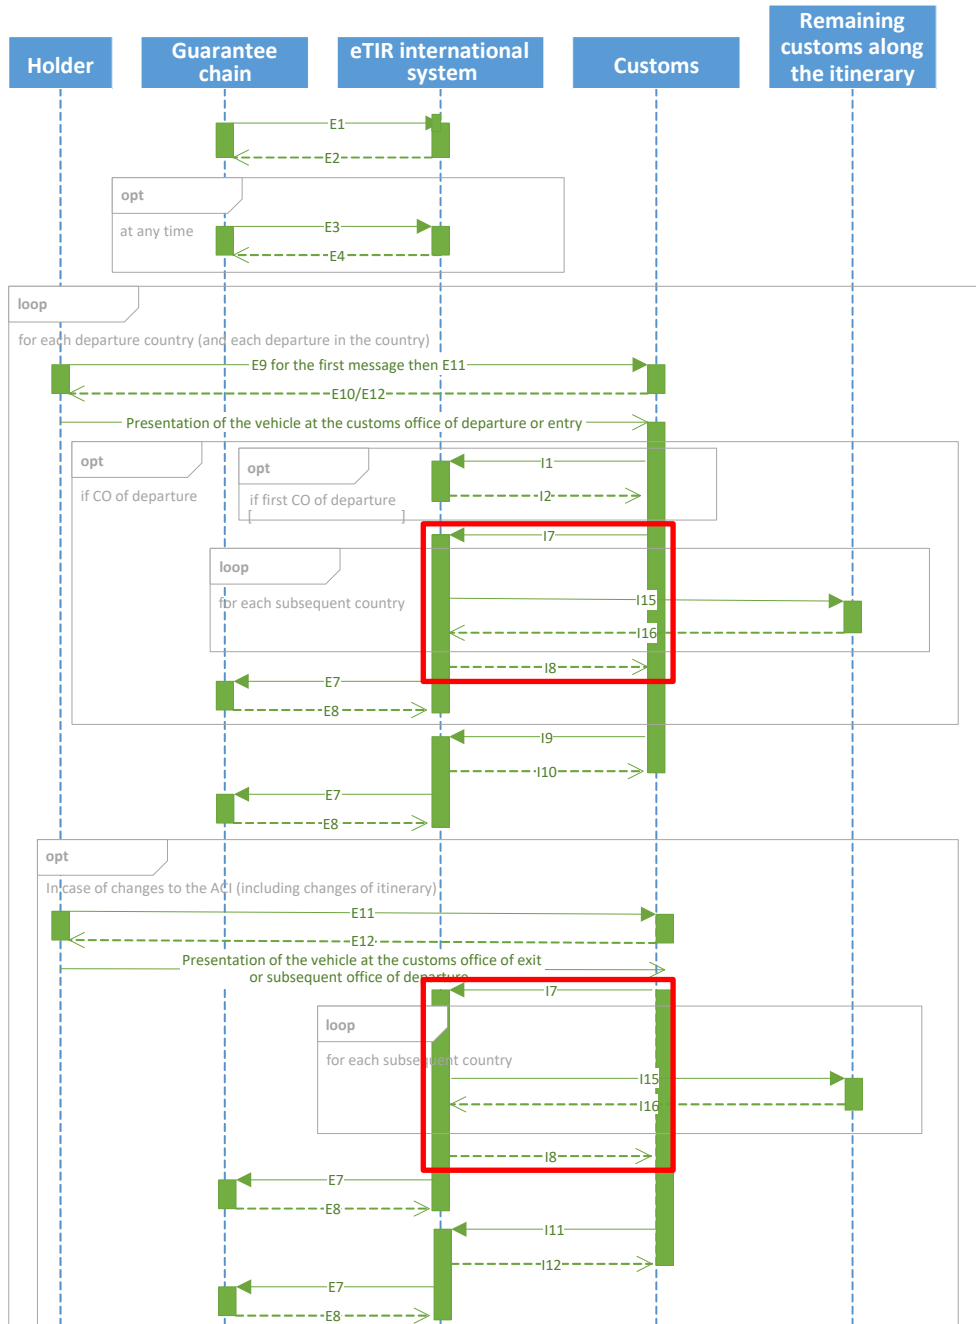 Holder
Guarantee
chain
eTIR international
system
Customs
Remaining
customs along
the itinerary
E1
E2
opt
at any time
E3
E4
loop
for each departure country (and each departure in the country)
E9 for the first message then E11
E10/E12
Presentation of the vehicle at the customs office of departure or entry
opt
if CO of departure
opt
if first CO of departure
[ ]
I1
I2
I7
loop
for each subsequent country
I15
I16
I8
E7
E8
I9
I10
E7
E8
opt
In case of changes to the ACI (including changes of itinerary)
E11
E12
Presentation of the vehicle at the customs office of exit
or subsequent office of departure
I7
loop
for each subsequent country
I15
I16
I8
E7
E8
I11
I12
E7
E8